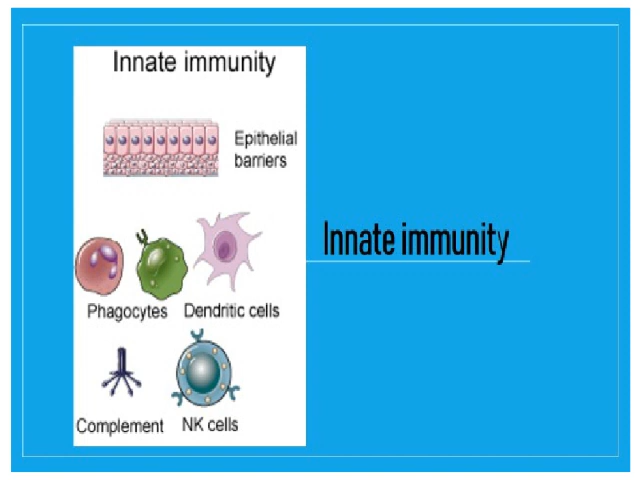 Innate immunity
Epithelial
barriers
Phagocytes Dendritic cells
Complement NK cells
Innate immunity